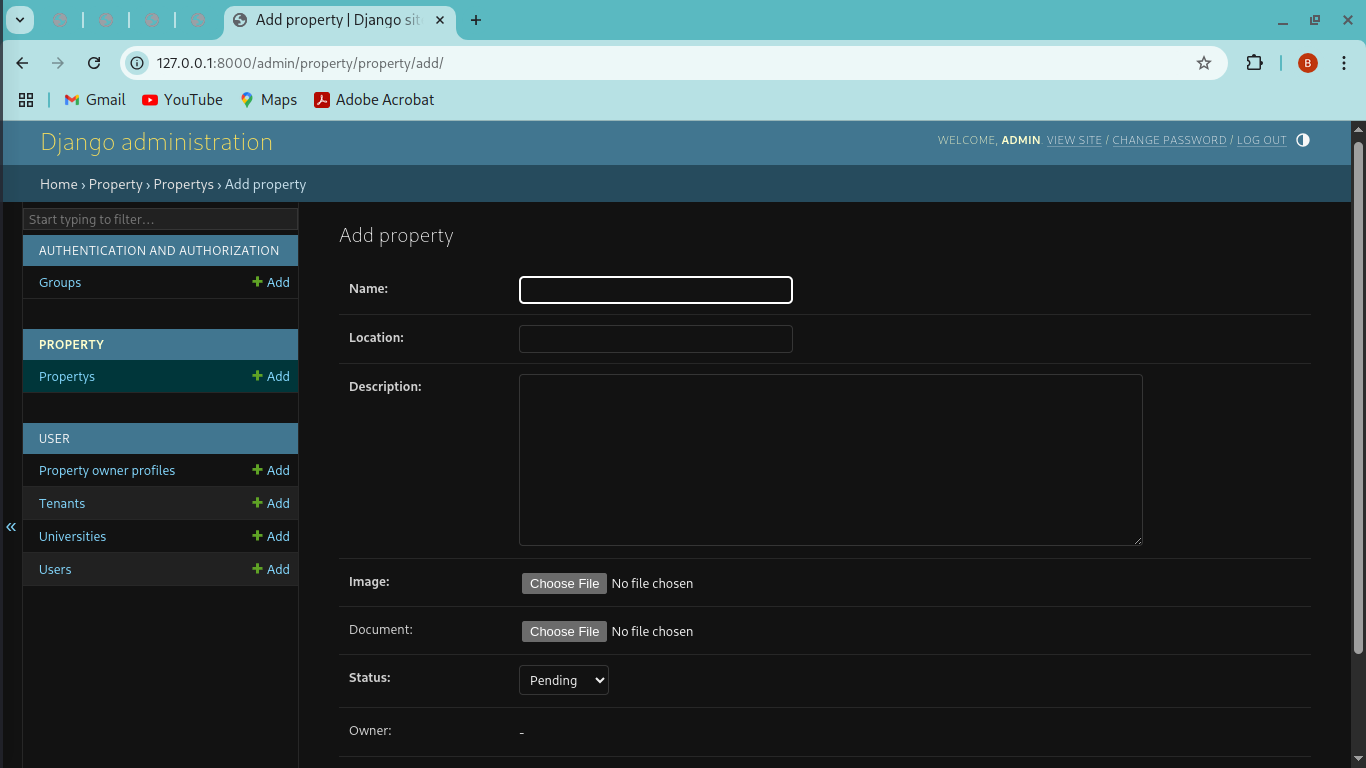 Add property | Django sit
127.0.0.1:8000/admin/property/property/add/
B
Gmail YouTube Maps Adobe Acrobat
Django administration
WELCOME, ADMIN. VIEW SITE / CHANGE PASSWORD / LOG OUT
Home › Property › Propertys › Add property
Start typing to filter...
AUTHENTICATION AND AUTHORIZATION
Groups + Add
PROPERTY
Propertys + Add
USER
Property owner profiles + Add
Tenants + Add
Universities + Add
Users + Add
«
Add property
Name:
Location:
Description:
Image: Choose File No file chosen
Document: Choose File No file chosen
Status: Pending
Owner: -